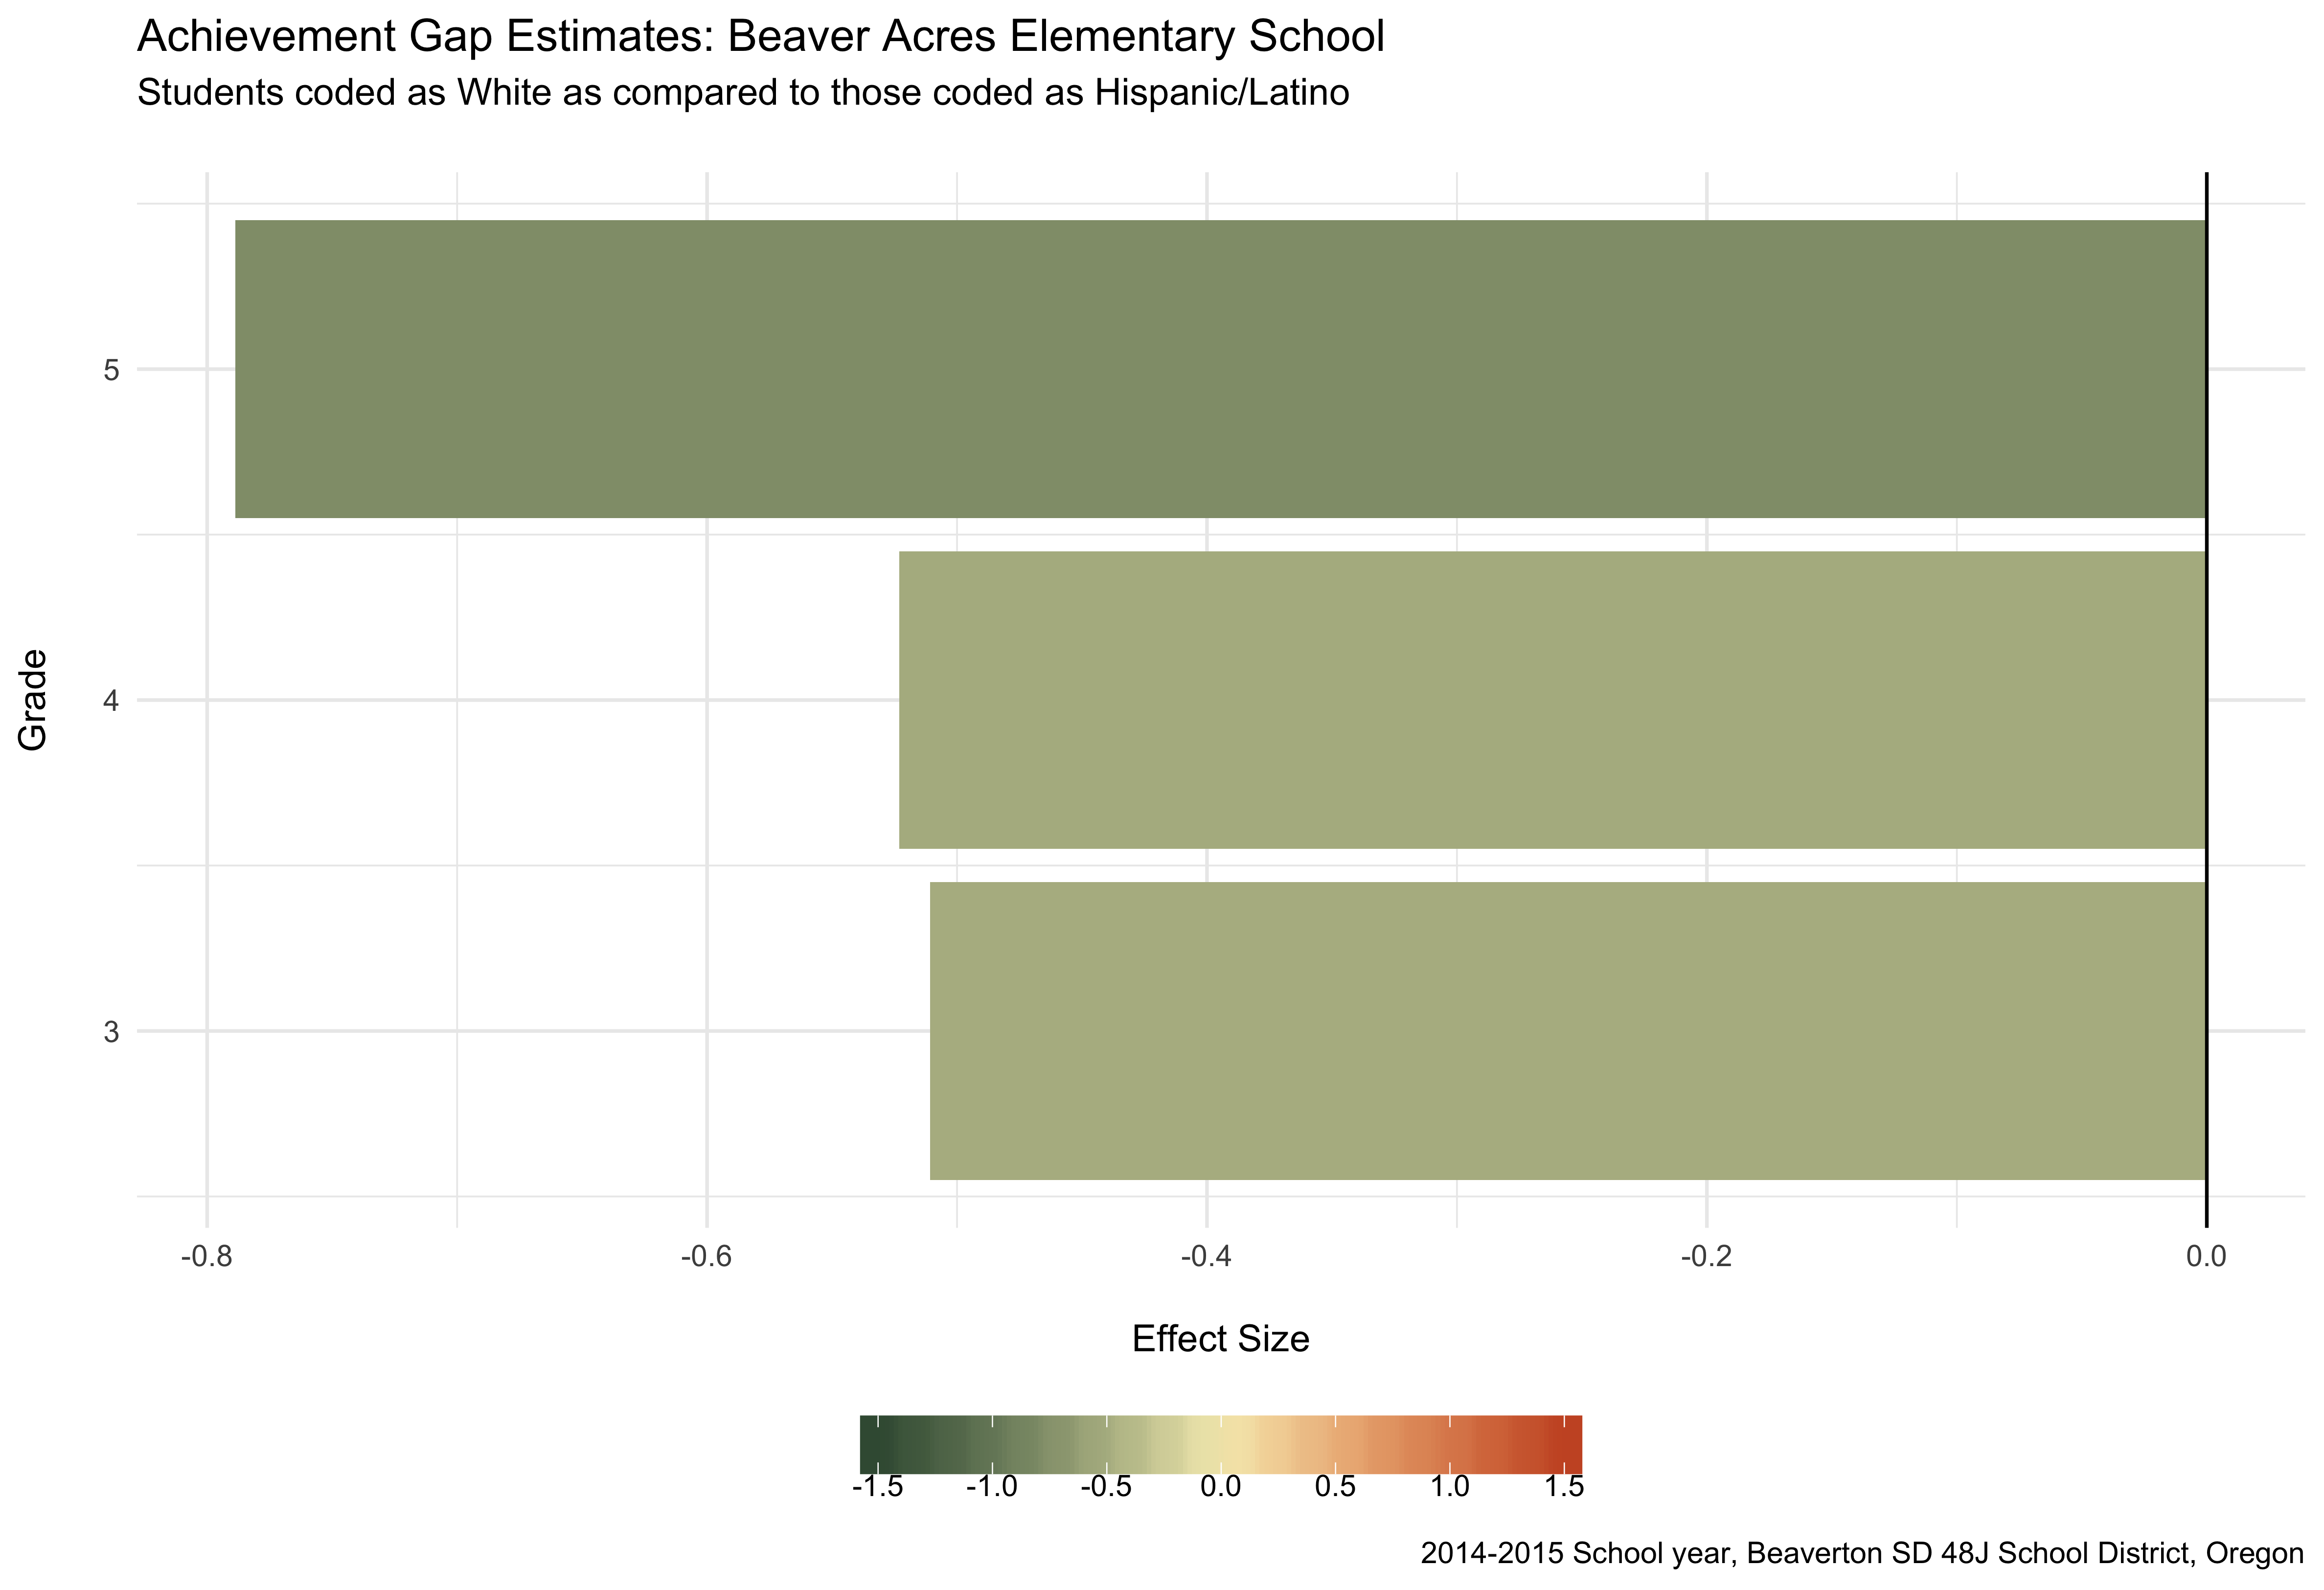 Achievement Gap Estimates: Beaver Acres Elementary School
Students coded as White as compared to those coded as Hispanic/Latino
5
4
3
Grade
-0.8 -0.6 -0.4 -0.2 0.0
Effect Size
-1.5 -1.0 -0.5 0.0 0.5 1.0 1.5
2014-2015 School year, Beaverton SD 48J School District, Oregon